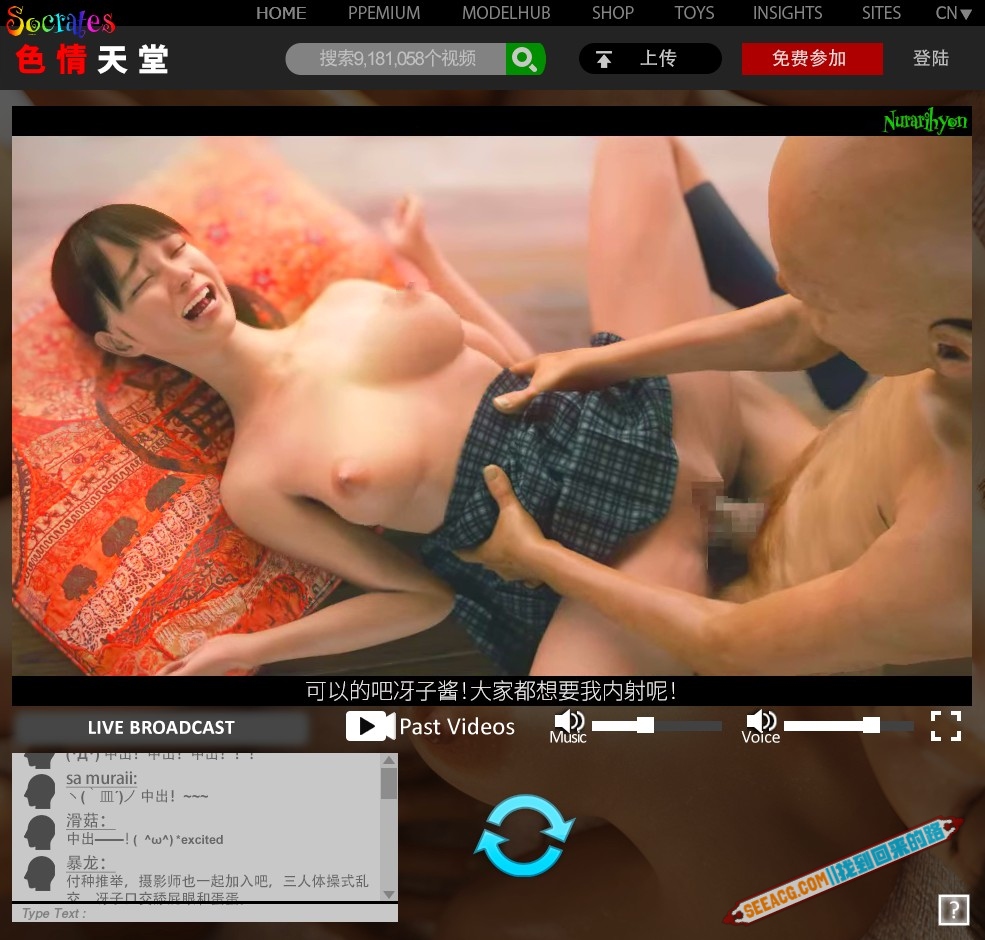 Socrates
HOME PPEMIUM MODELHUB SHOP TOYS INSIGHTS SITES CN▼
色情天堂
搜索9,181,058个视频 上传 免费参加 登陆
Nurarihyon
可以的吧冴子酱!大家都想要我内射呢!
LIVE BROADCAST
Past Videos
Music
Voice
中出! 中出! 中出! ! ! !
sa muraii:
ヽ(｀皿´)ノ 中出! ~~~
滑菇:
中出——! ( ^ω^) *excited
暴龙:
付种推举，摄影师也一起加入吧，三人体操式乱
交，冴子口交舔屁眼和蛋蛋。
Type Text :
SEEACG.COM||找到回来的路
?